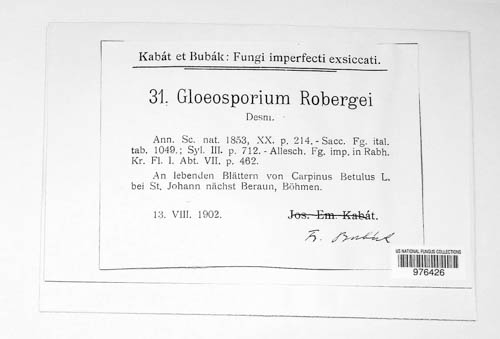 Kabát et Bubák: Fungi imperfecti exsiccati.
31. Gloeosporium Robergei
Desm.
Ann. Sc. nat. 1853, XX. p. 214. - Sacc. Fg. ital.
tab. 1049.; Syl. III. p. 712. - Allesch. Fg. imp. in Rabh.
Kr. Fl. I. Abt. VII. p. 462.
An lebenden Blättern von Carpinus Betulus L.
bei St. Johann nächst Beraun, Böhmen.
13. VIII. 1902.
Jos. Em. Kabát.
Fr. Bubák
US NATIONAL FUNGUS COLLECTIONS
976426